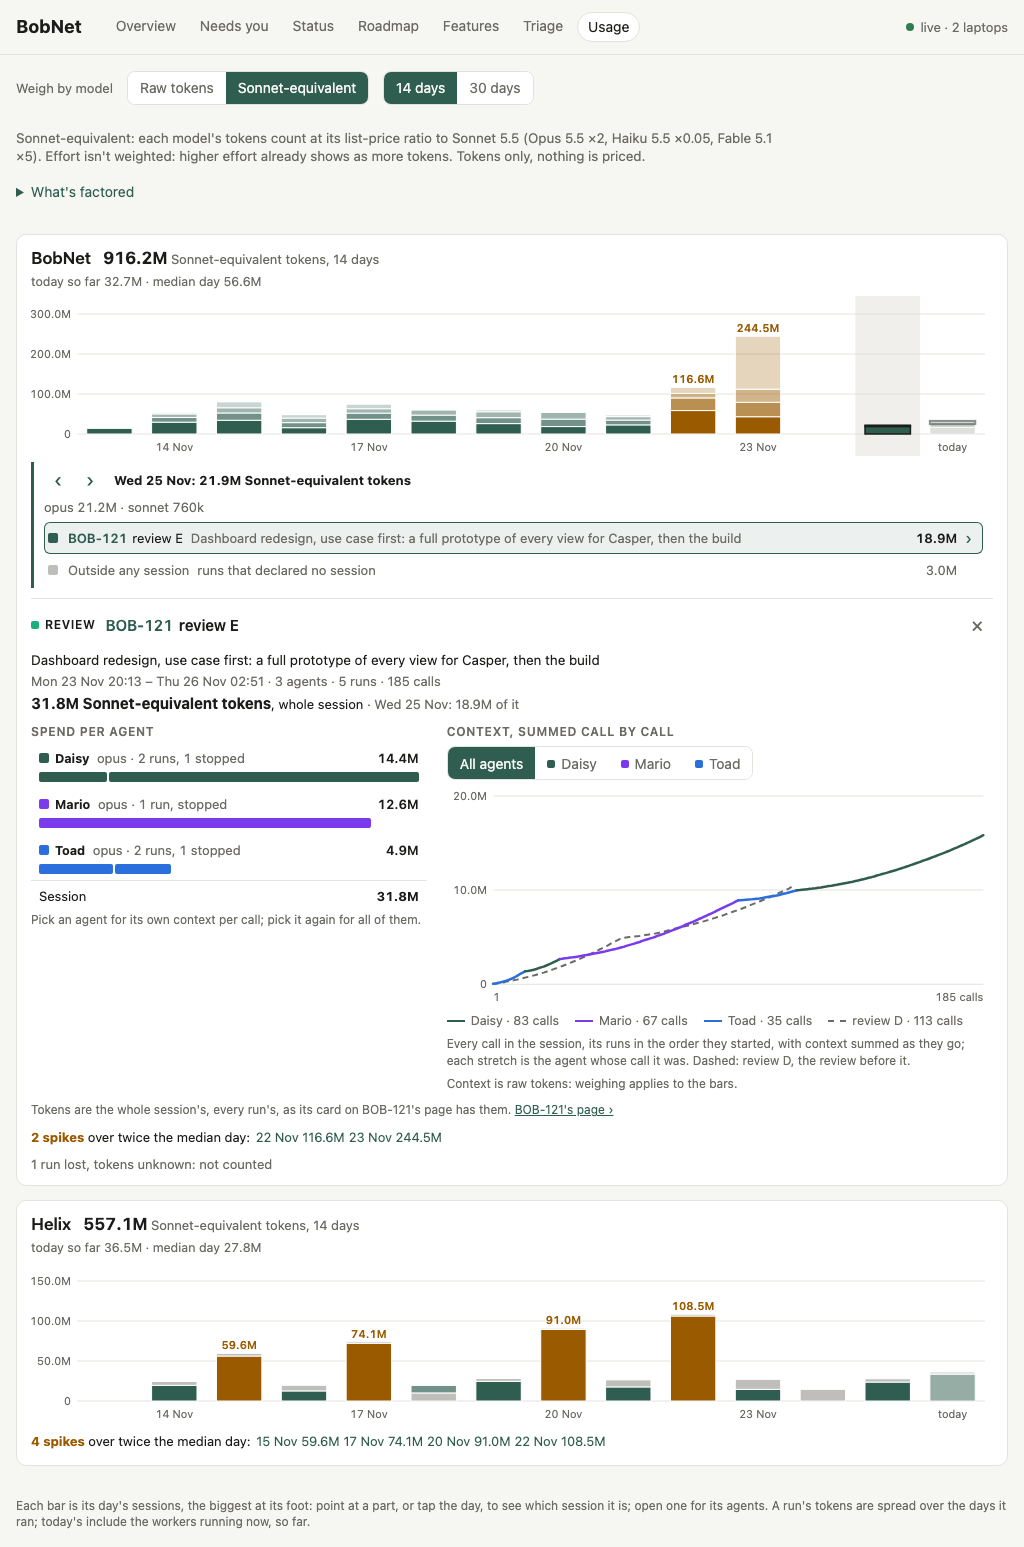 BobNet Overview Needs you Status Roadmap Features Triage Usage live · 2 laptops
Weigh by model Raw tokens Sonnet-equivalent 14 days 30 days
Sonnet-equivalent: each model's tokens count at its list-price ratio to Sonnet 5.5 (Opus 5.5 ×2, Haiku 5.5 ×0.05, Fable 5.1
×5). Effort isn't weighted: higher effort already shows as more tokens. Tokens only, nothing is priced.
▶ What's factored
BobNet 916.2M Sonnet-equivalent tokens, 14 days
today so far 32.7M · median day 56.6M
300.0M
244.5M
200.0M
116.6M
100.0M
0
14 Nov 17 Nov 20 Nov 23 Nov today
‹ › Wed 25 Nov: 21.9M Sonnet-equivalent tokens
opus 21.2M · sonnet 760k
BOB-121 review E Dashboard redesign, use case first: a full prototype of every view for Casper, then the build 18.9M ›
Outside any session runs that declared no session 3.0M
REVIEW BOB-121 review E ×
Dashboard redesign, use case first: a full prototype of every view for Casper, then the build
Mon 23 Nov 20:13 – Thu 26 Nov 02:51 · 3 agents · 5 runs · 185 calls
31.8M Sonnet-equivalent tokens, whole session · Wed 25 Nov: 18.9M of it
SPEND PER AGENT
Daisy opus · 2 runs, 1 stopped 14.4M
Mario opus · 1 run, stopped 12.6M
Toad opus · 2 runs, 1 stopped 4.9M
Session 31.8M
Pick an agent for its own context per call; pick it again for all of them.
CONTEXT, SUMMED CALL BY CALL
All agents Daisy Mario Toad
20.0M
10.0M
0
1 185 calls
Daisy · 83 calls Mario · 67 calls Toad · 35 calls review D · 113 calls
Every call in the session, its runs in the order they started, with context summed as they go;
each stretch is the agent whose call it was. Dashed: review D, the review before it.
Context is raw tokens: weighing applies to the bars.
Tokens are the whole session's, every run's, as its card on BOB-121's page has them. BOB-121's page ›
2 spikes over twice the median day: 22 Nov 116.6M 23 Nov 244.5M
1 run lost, tokens unknown: not counted
Helix 557.1M Sonnet-equivalent tokens, 14 days
today so far 36.5M · median day 27.8M
150.0M
108.5M
100.0M
91.0M
74.1M
59.6M
50.0M
0
14 Nov 17 Nov 20 Nov 23 Nov today
4 spikes over twice the median day: 15 Nov 59.6M 17 Nov 74.1M 20 Nov 91.0M 22 Nov 108.5M
Each bar is its day's sessions, the biggest at its foot: point at a part, or tap the day, to see which session it is; open one for its agents. A run's tokens are spread over the days it
ran; today's include the workers running now, so far.